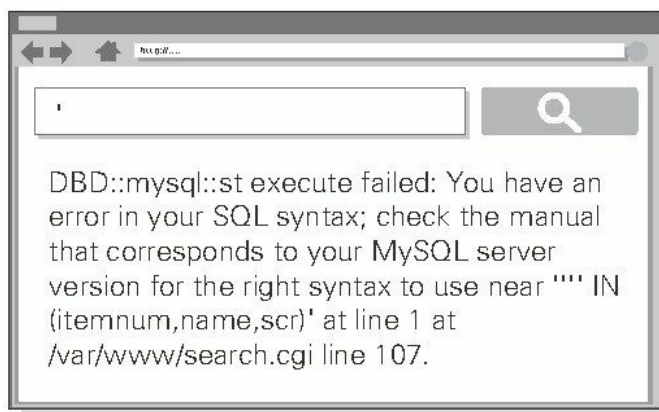 http://....
'
DBD::mysql::st execute failed: You have an
error in your SQL syntax; check the manual
that corresponds to your MySQL server
version for the right syntax to use near '''' IN
(itemnum,name,scr)' at line 1 at
/var/www/search.cgi line 107.